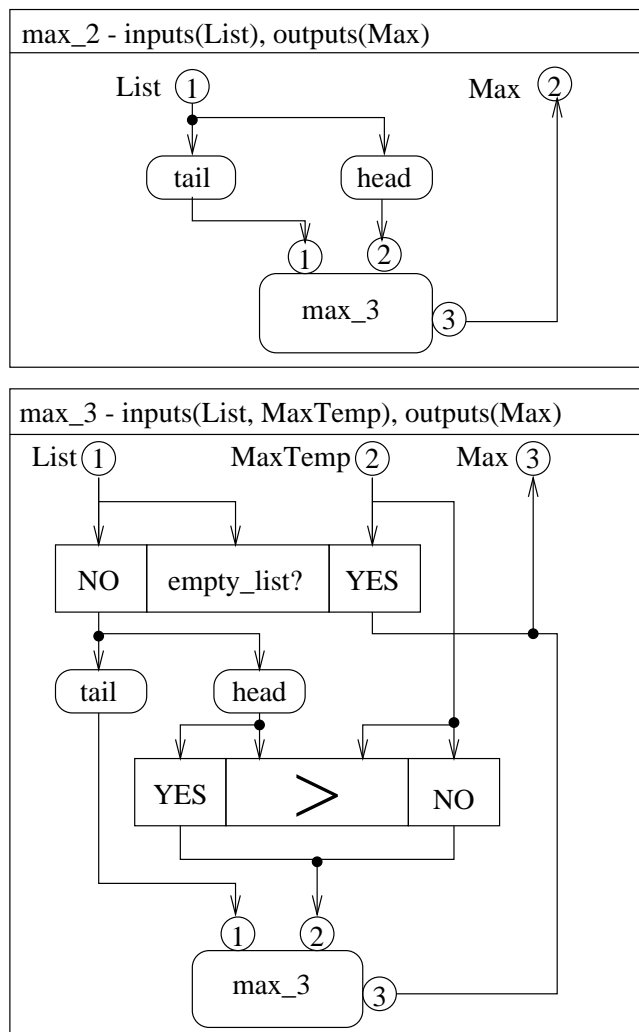 max_2 - inputs(List), outputs(Max)
List 1 Max 2
tail head
1 2
max_3 3
max_3 - inputs(List, MaxTemp), outputs(Max)
List 1 MaxTemp 2 Max 3
NO empty_list? YES
tail head
YES > NO
1 2
max_3 3